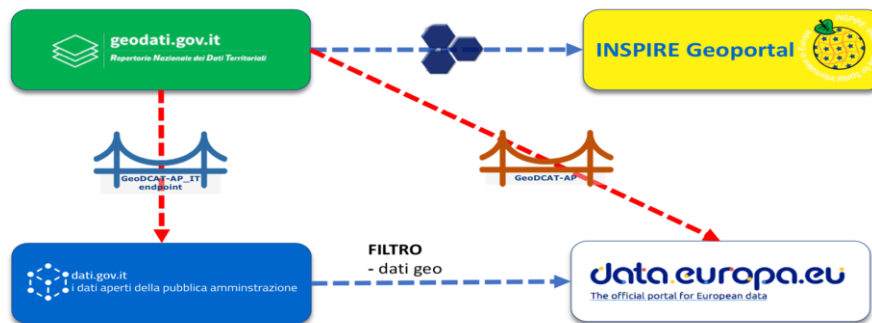 geodati.gov.it
Repertorio Nazionale dei Dati Territoriali
INSPIRE Geoportal
GeoDCAT-AP_IT
endpoint
GeoDCAT-AP
dati.gov.it
i dati aperti della pubblica amminstrazione
FILTRO
- dati geo
data.europa.eu
The official portal for European data